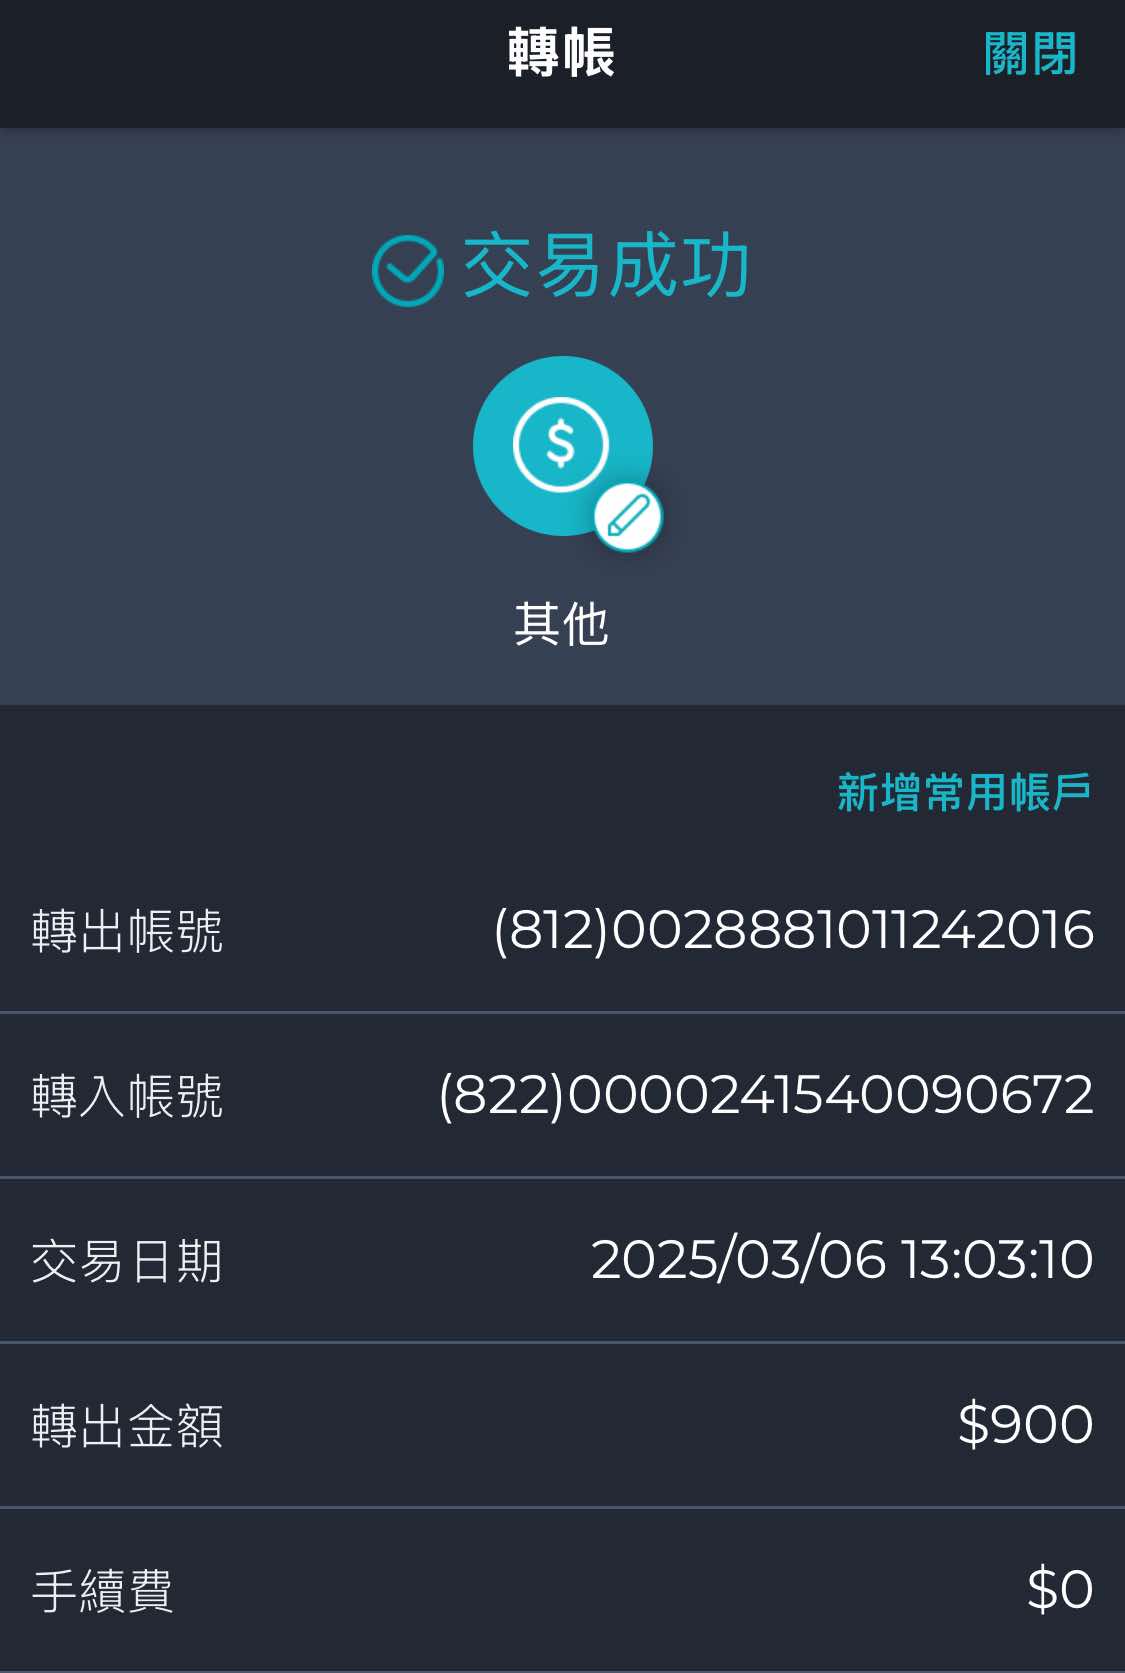 轉帳
關閉
交易成功
其他
新增常用帳戶
轉出帳號 (812)0028881011242016
轉入帳號 (822)0000241540090672
交易日期 2025/03/06 13:03:10
轉出金額 $900
手續費 $0